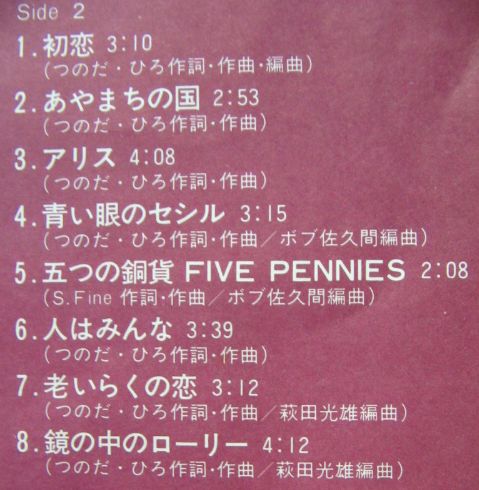 Side 2
1.初恋 3:10
(つのだ・ひろ作詞・作曲・編曲)
2.あやまちの国 2:53
(つのだ・ひろ作詞・作曲)
3.アリス 4:08
(つのだ・ひろ作詞・作曲)
4.青い眼のセシル 3:15
(つのだ・ひろ作詞・作曲/ボブ佐久間編曲)
5.五つの銅貨 FIVE PENNIES 2:08
(S.Fine 作詞・作曲/ボブ佐久間編曲)
6.人はみんな 3:39
(つのだ・ひろ作詞・作曲)
7.老いらくの恋 3:12
(つのだ・ひろ作詞・作曲/萩田光雄編曲)
8.鏡の中のローリー 4:12
(つのだ・ひろ作詞・作曲/萩田光雄編曲)